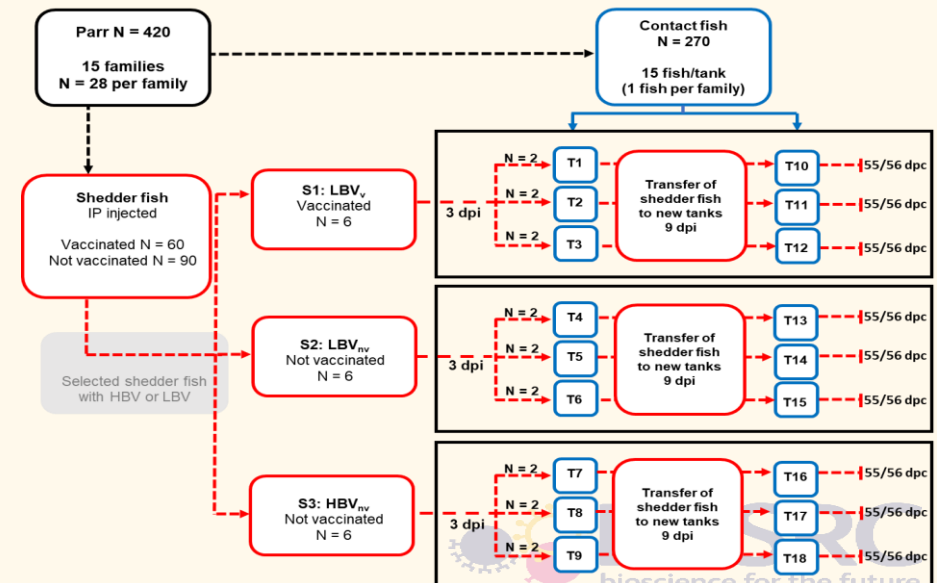 Parr N = 420
15 families
N = 28 per family
Contact fish
N = 270
15 fish/tank
(1 fish per family)
Shedder fish
IP injected
Vaccinated N = 60
Not vaccinated N = 90
Selected shedder fish
with HBV or LBV
S1: LBVv
Vaccinated
N = 6
3 dpi
N = 2
N = 2
N = 2
T1
T2
T3
Transfer of
shedder fish
to new tanks
9 dpi
T10
T11
T12
55/56 dpc
55/56 dpc
55/56 dpc
S2: LBVnv
Not vaccinated
N = 6
3 dpi
N = 2
N = 2
N = 2
T4
T5
T6
Transfer of
shedder fish
to new tanks
9 dpi
T13
T14
T15
55/56 dpc
55/56 dpc
55/56 dpc
S3: HBVnv
Not vaccinated
N = 6
3 dpi
N = 2
N = 2
N = 2
T7
T8
T9
Transfer of
shedder fish
to new tanks
9 dpi
T16
T17
T18
55/56 dpc
55/56 dpc
55/56 dpc
bioscience for the future